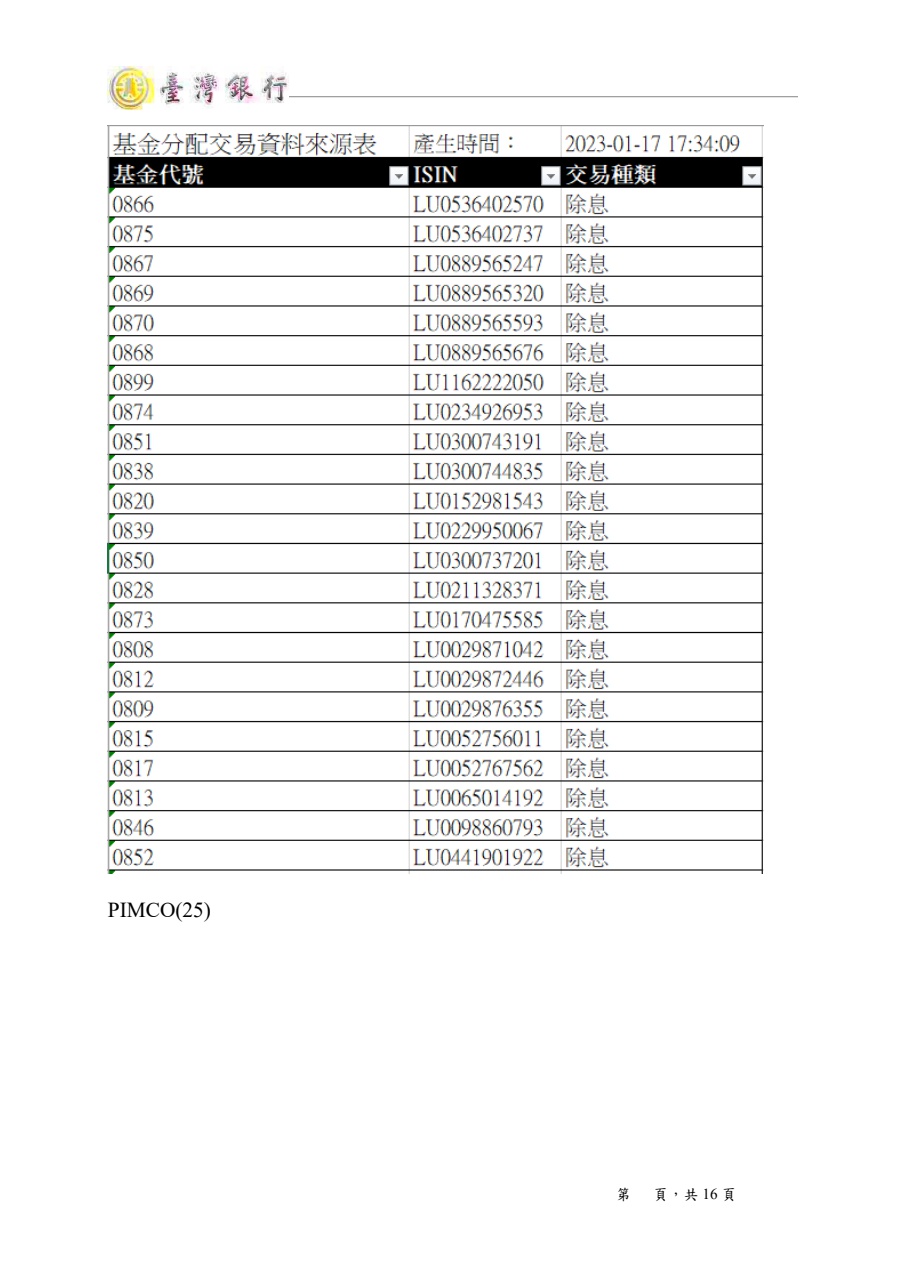 臺灣銀行
基金分配交易資料來源表 產生時間： 2023-01-17 17:34:09
基金代號 ISIN 交易種類
0866 LU0536402570 除息
0875 LU0536402737 除息
0867 LU0889565247 除息
0869 LU0889565320 除息
0870 LU0889565593 除息
0868 LU0889565676 除息
0899 LU1162222050 除息
0874 LU0234926953 除息
0851 LU0300743191 除息
0838 LU0300744835 除息
0820 LU0152981543 除息
0839 LU0229950067 除息
0850 LU0300737201 除息
0828 LU0211328371 除息
0873 LU0170475585 除息
0808 LU0029871042 除息
0812 LU0029872446 除息
0809 LU0029876355 除息
0815 LU0052756011 除息
0817 LU0052767562 除息
0813 LU0065014192 除息
0846 LU0098860793 除息
0852 LU0441901922 除息
PIMCO(25)
第 頁，共 16 頁